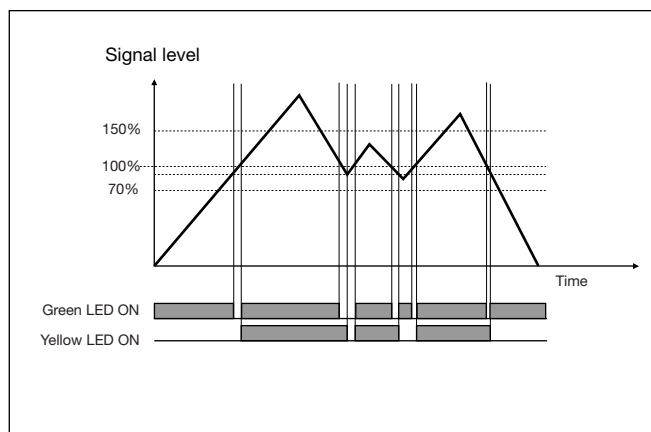 Signal level
150%
100%
70%
Time
Green LED ON
Yellow LED ON